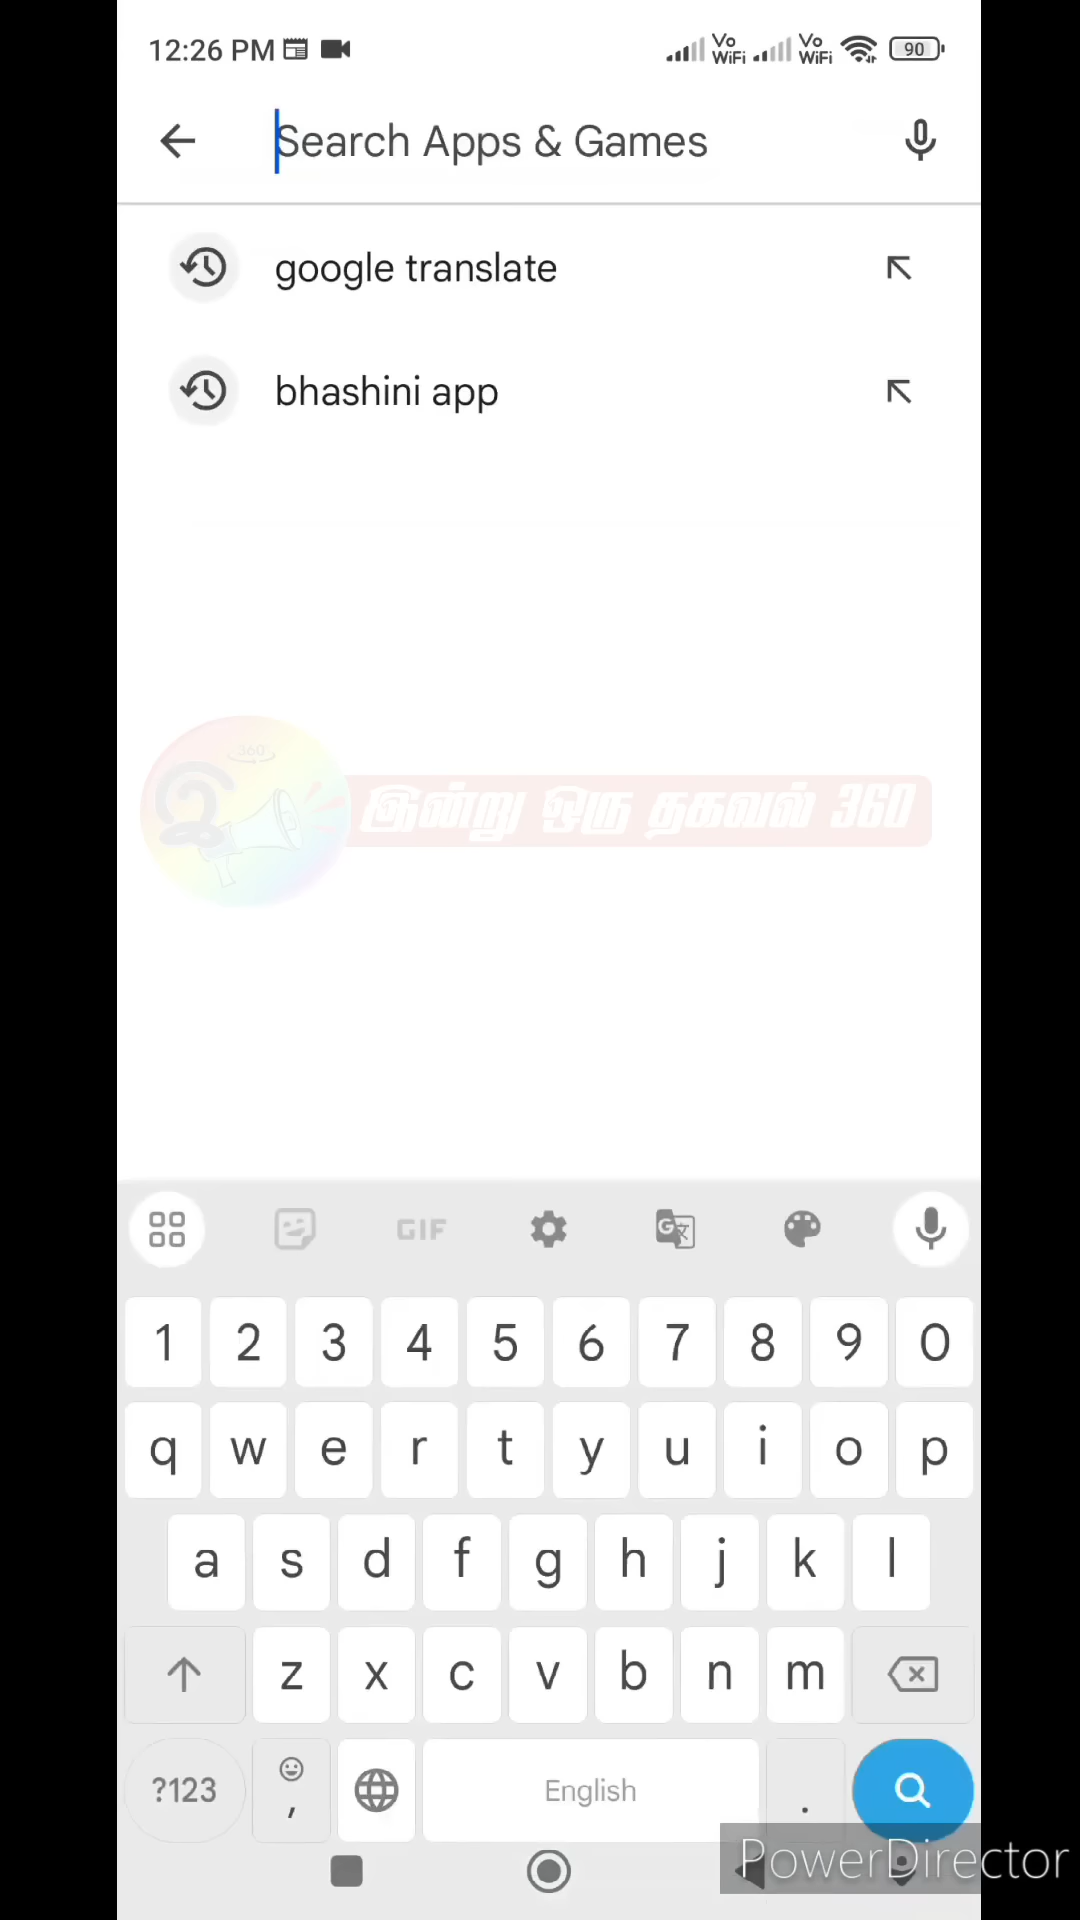 12:26 PM
Vo WiFi
Vo WiFi
90
Search Apps & Games
google translate
bhashini app
360
இ
இன்று ஒரு தகவல் 360
GIF
1 2 3 4 5 6 7 8 9 0
q w e r t y u i o p
a s d f g h j k l
z x c v b n m
?123 , English .
PowerDirector